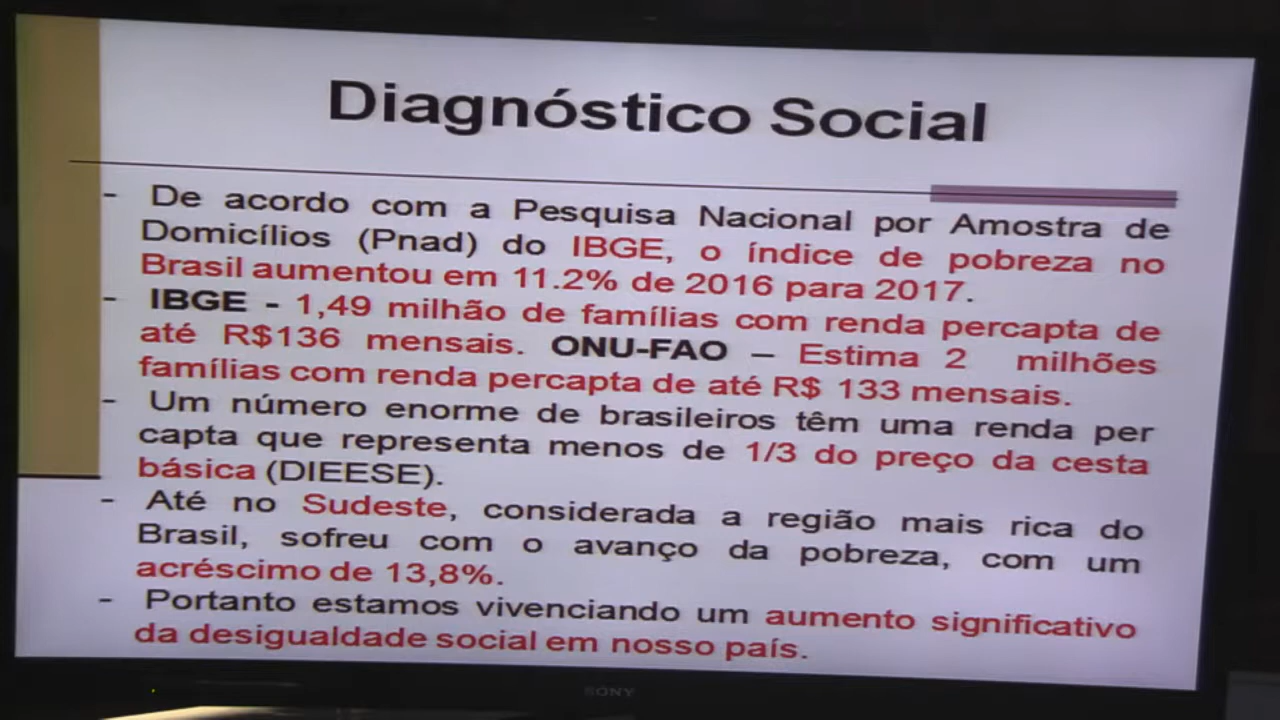 Diagnóstico Social
- De acordo com a Pesquisa Nacional por Amostra de
Domicílios (Pnad) do IBGE, o índice de pobreza no
Brasil aumentou em 11.2% de 2016 para 2017.
- IBGE - 1,49 milhão de famílias com renda percapta de
até R$136 mensais. ONU-FAO – Estima 2 milhões
famílias com renda percapta de até R$ 133 mensais.
- Um número enorme de brasileiros têm uma renda per
capta que representa menos de 1/3 do preço da cesta
básica (DIEESE).
- Até no Sudeste, considerada a região mais rica do
Brasil, sofreu com o avanço da pobreza, com um
acréscimo de 13,8%.
- Portanto estamos vivenciando um aumento significativo
da desigualdade social em nosso país.
SONY